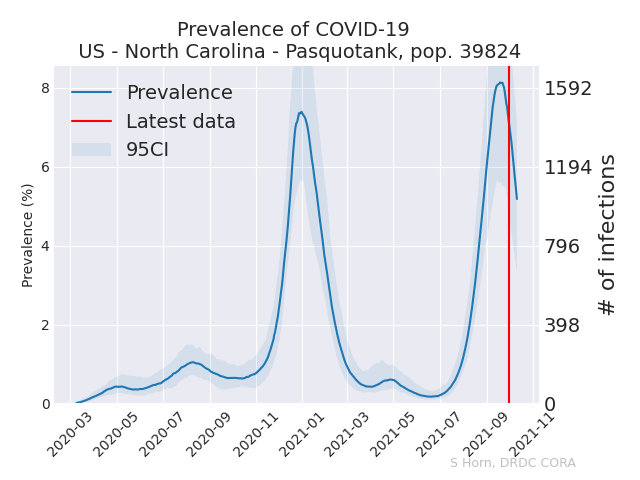 Prevalence of COVID-19
US - North Carolina - Pasquotank, pop. 39824
Prevalence
Latest data
95CI
Prevalence (%)
8
6
4
2
0
1592
1194
796
398
0
# of infections
2020-03
2020-05
2020-07
2020-09
2020-11
2021-01
2021-03
2021-05
2021-07
2021-09
2021-11
S Horn, DRDC CORA